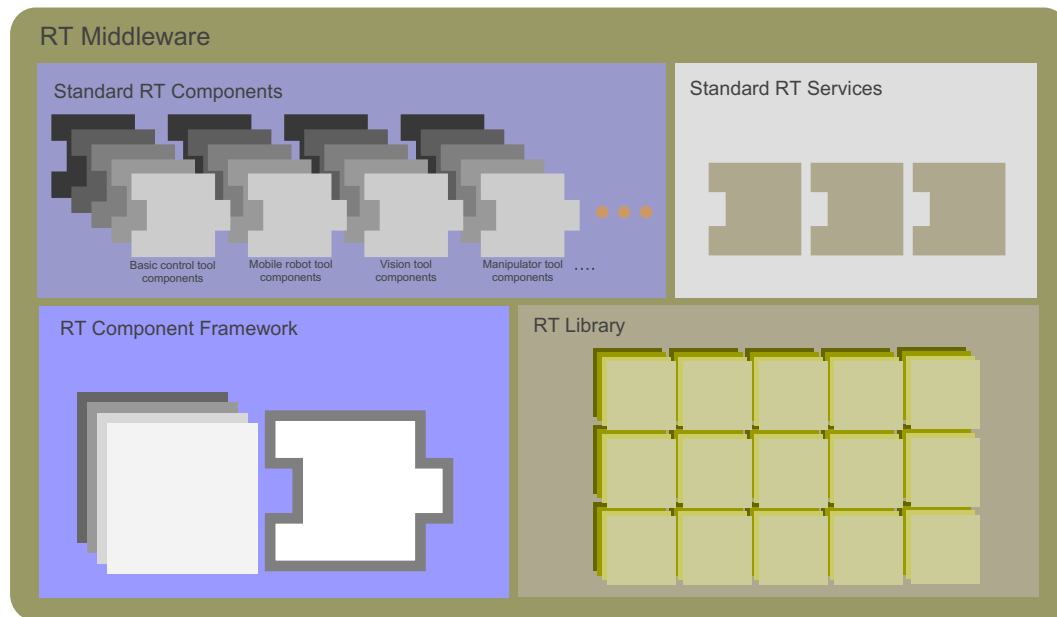 RT Middleware
Standard RT Components
Standard RT Services
Basic control tool
components
Mobile robot tool
components
Vision tool
components
Manipulator tool
components
....
RT Component Framework
RT Library